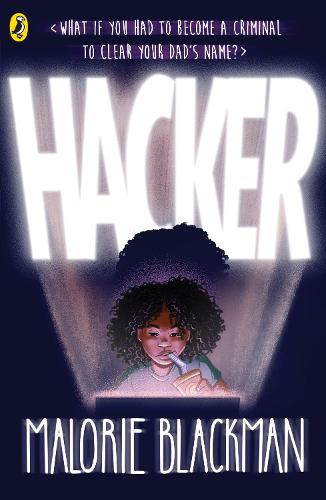 < WHAT IF YOU HAD TO BECOME A CRIMINAL
TO CLEAR YOUR DAD'S NAME? >
HACKER
MALORIE BLACKMAN